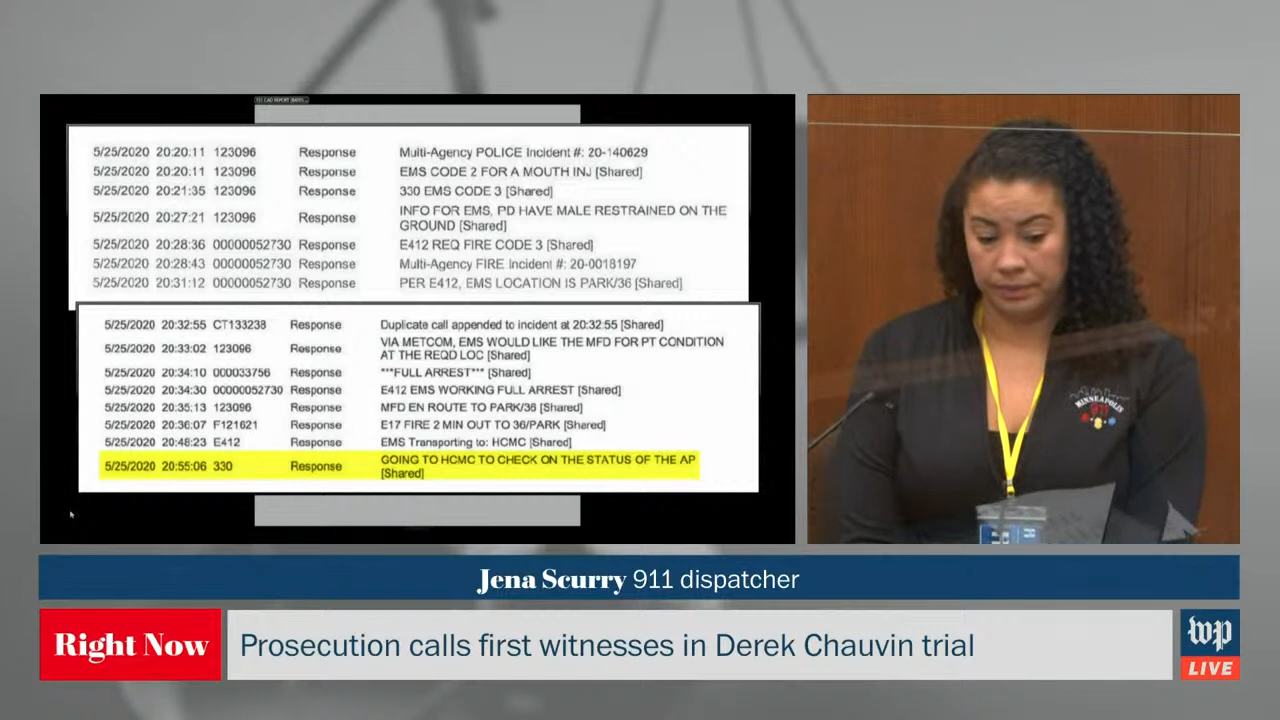 911 CAD REPORT
5/25/2020 20:20:11 123096 Response Multi-Agency POLICE Incident #: 20-140629
5/25/2020 20:20:11 123096 Response EMS CODE 2 FOR A MOUTH INJ [Shared]
5/25/2020 20:21:35 123096 Response 330 EMS CODE 3 [Shared]
5/25/2020 20:27:21 123096 Response INFO FOR EMS, PD HAVE MALE RESTRAINED ON THE
GROUND [Shared]
5/25/2020 20:28:36 00000052730 Response E412 REQ FIRE CODE 3 [Shared]
5/25/2020 20:28:43 00000052730 Response Multi-Agency FIRE Incident #: 20-0018197
5/25/2020 20:31:12 00000052730 Response PER E412, EMS LOCATION IS PARK/36 [Shared]
5/25/2020 20:32:55 CT133238 Response Duplicate call appended to incident at 20:32:55 [Shared]
5/25/2020 20:33:02 123096 Response VIA METCOM, EMS WOULD LIKE THE MFD FOR PT CONDITION
AT THE REQD LOC [Shared]
5/25/2020 20:34:10 000033756 Response ***FULL ARREST*** [Shared]
5/25/2020 20:34:30 00000052730 Response E412 EMS WORKING FULL ARREST [Shared]
5/25/2020 20:35:13 123096 Response MFD EN ROUTE TO PARK/36 [Shared]
5/25/2020 20:36:07 F121621 Response E17 FIRE 2 MIN OUT TO 36/PARK [Shared]
5/25/2020 20:48:23 E412 Response EMS Transporting to: HCMC [Shared]
5/25/2020 20:55:06 330 Response GOING TO HCMC TO CHECK ON THE STATUS OF THE AP
[Shared]
MINNEAPOLIS
911
Jena Scurry 911 dispatcher
Right Now
Prosecution calls first witnesses in Derek Chauvin trial
wp
LIVE